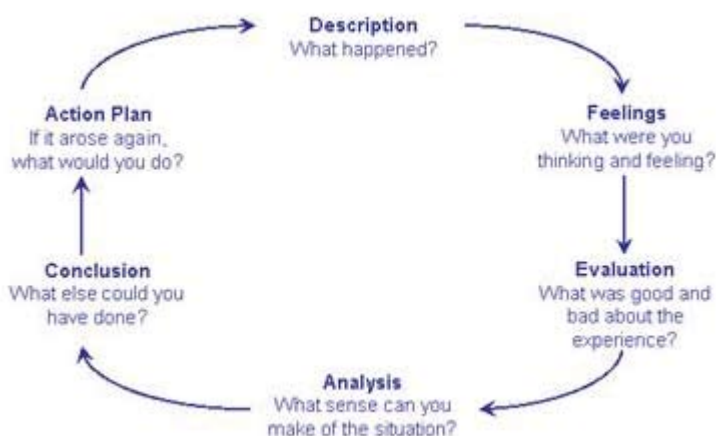 Description
What happened?
Feelings
What were you
thinking and feeling?
Evaluation
What was good and
bad about the
experience?
Analysis
What sense can you
make of the situation?
Conclusion
What else could you
have done?
Action Plan
If it arose again,
what would you do?